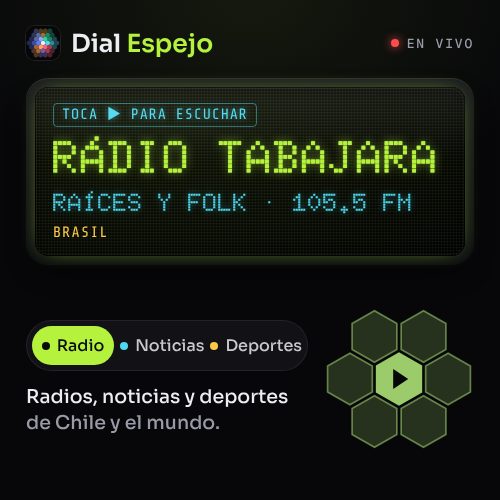 Dial Espejo
EN VIVO
TOCA ▶ PARA ESCUCHAR
RÁDIO TABAJARA
RAÍCES Y FOLK · 105.5 FM
BRASIL
Radio Noticias Deportes
Radios, noticias y deportes
de Chile y el mundo.